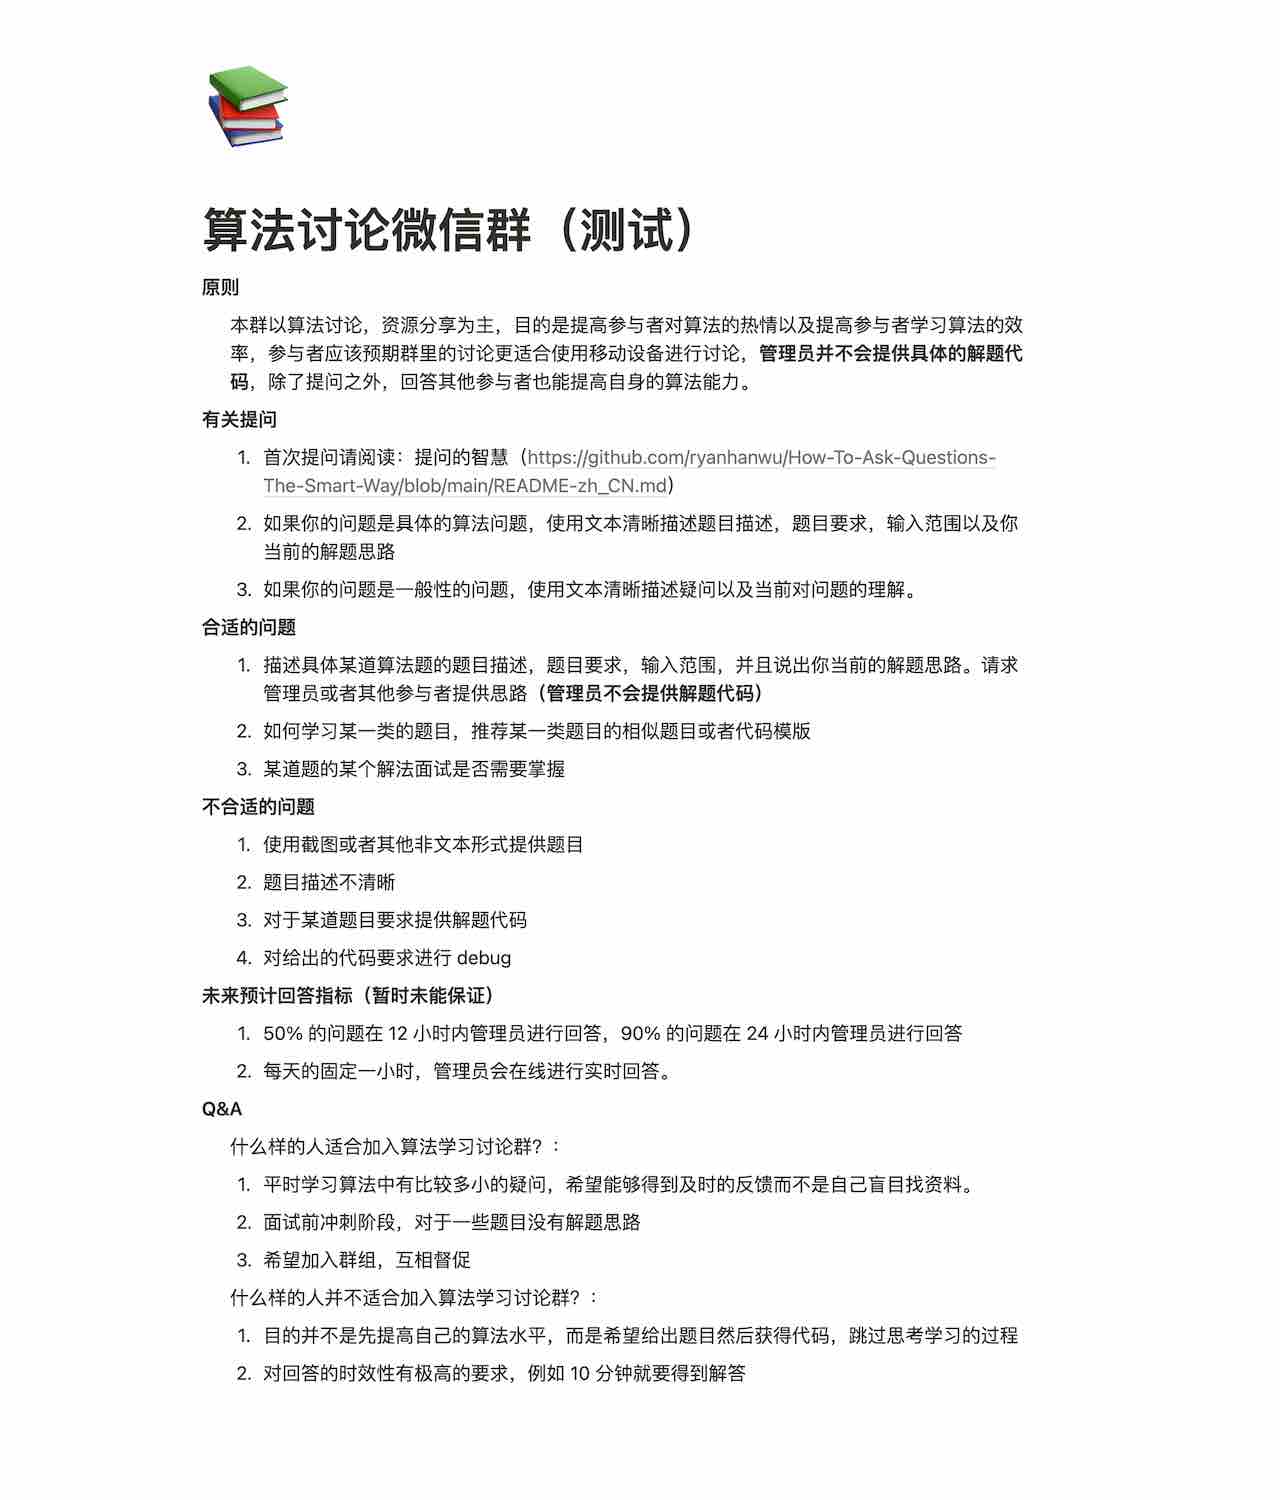 算法讨论微信群（测试）
原则
本群以算法讨论，资源分享为主，目的是提高参与者对算法的热情以及提高参与者学习算法的效
率，参与者应该预期群里的讨论更适合使用移动设备进行讨论，管理员并不会提供具体的解题代
码，除了提问之外，回答其他参与者也能提高自身的算法能力。
有关提问
1. 首次提问请阅读：提问的智慧（https://github.com/ryanhanwu/How-To-Ask-Questions-
The-Smart-Way/blob/main/README-zh_CN.md)
2. 如果你的问题是具体的算法问题，使用文本清晰描述题目描述，题目要求，输入范围以及你
当前的解题思路
3. 如果你的问题是一般性的问题，使用文本清晰描述疑问以及当前对问题的理解。
合适的问题
1. 描述具体某道算法题的题目描述，题目要求，输入范围，并且说出你当前的解题思路。请求
管理员或者其他参与者提供思路（管理员不会提供解题代码）
2. 如何学习某一类的题目，推荐某一类题目的相似题目或者代码模版
3. 某道题的某个解法面试是否需要掌握
不合适的问题
1. 使用截图或者其他非文本形式提供题目
2. 题目描述不清晰
3. 对于某道题目要求提供解题代码
4. 对给出的代码要求进行 debug
未来预计回答指标（暂时未能保证）
1. 50% 的问题在 12 小时内管理员进行回答，90% 的问题在 24 小时内管理员进行回答
2. 每天的固定一小时，管理员会在线进行实时回答。
Q&A
什么样的人适合加入算法学习讨论群？：
1. 平时学习算法中有比较多小的疑问，希望能够得到及时的反馈而不是自己盲目找资料。
2. 面试前冲刺阶段，对于一些题目没有解题思路
3. 希望加入群组，互相督促
什么样的人并不适合加入算法学习讨论群？：
1. 目的并不是先提高自己的算法水平，而是希望给出题目然后获得代码，跳过思考学习的过程
2. 对回答的时效性有极高的要求，例如 10 分钟就要得到解答